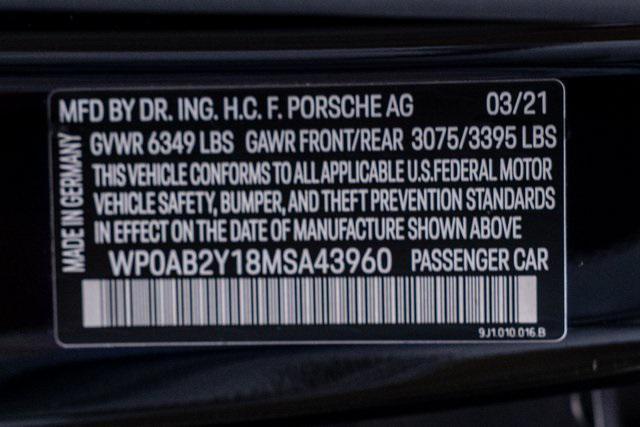 MFD BY DR. ING. H.C. F. PORSCHE AG 03/21
GVWR 6349 LBS GAWR FRONT/REAR 3075/3395 LBS
THIS VEHICLE CONFORMS TO ALL APPLICABLE U.S. FEDERAL MOTOR
VEHICLE SAFETY, BUMPER, AND THEFT PREVENTION STANDARDS
IN EFFECT ON THE DATE OF MANUFACTURE SHOWN ABOVE
WP0AB2Y18MSA43960 PASSENGER CAR
9J1.010.016.B
MADE IN GERMANY